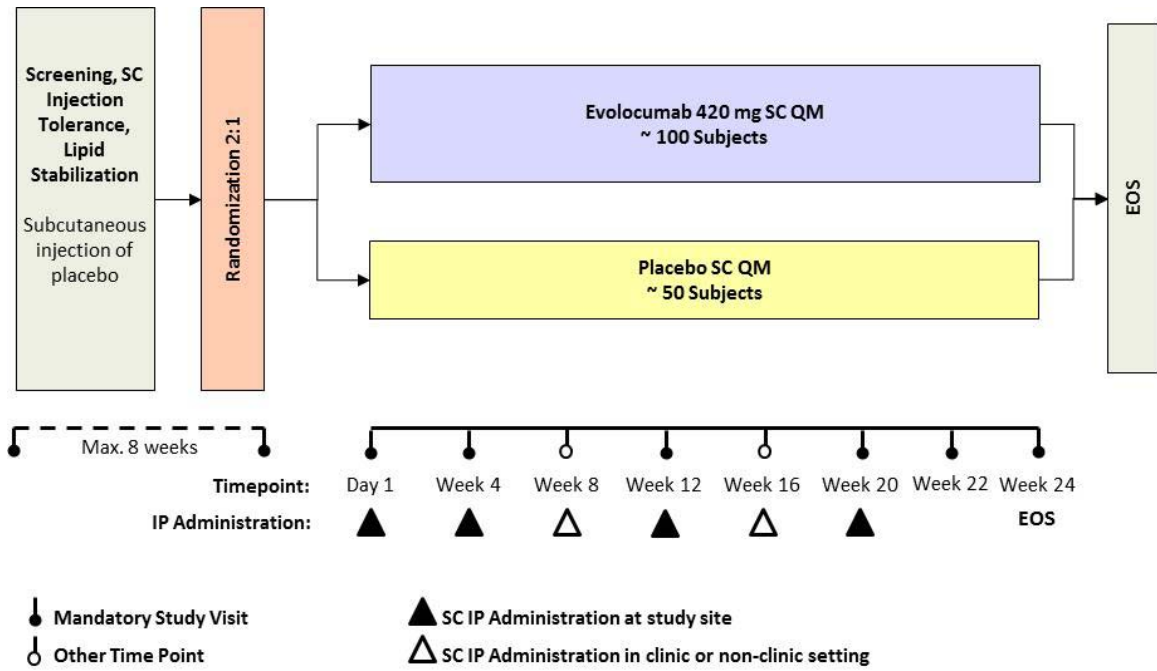 Screening, SC
Injection
Tolerance,
Lipid
Stabilization
Subcutaneous
injection of
placebo
Randomization 2:1
Evolocumab 420 mg SC QM
~ 100 Subjects
Placebo SC QM
~ 50 Subjects
EOS
Max. 8 weeks
Timepoint: Day 1 Week 4 Week 8 Week 12 Week 16 Week 20 Week 22 Week 24
IP Administration: EOS
Mandatory Study Visit
Other Time Point
SC IP Administration at study site
SC IP Administration in clinic or non-clinic setting